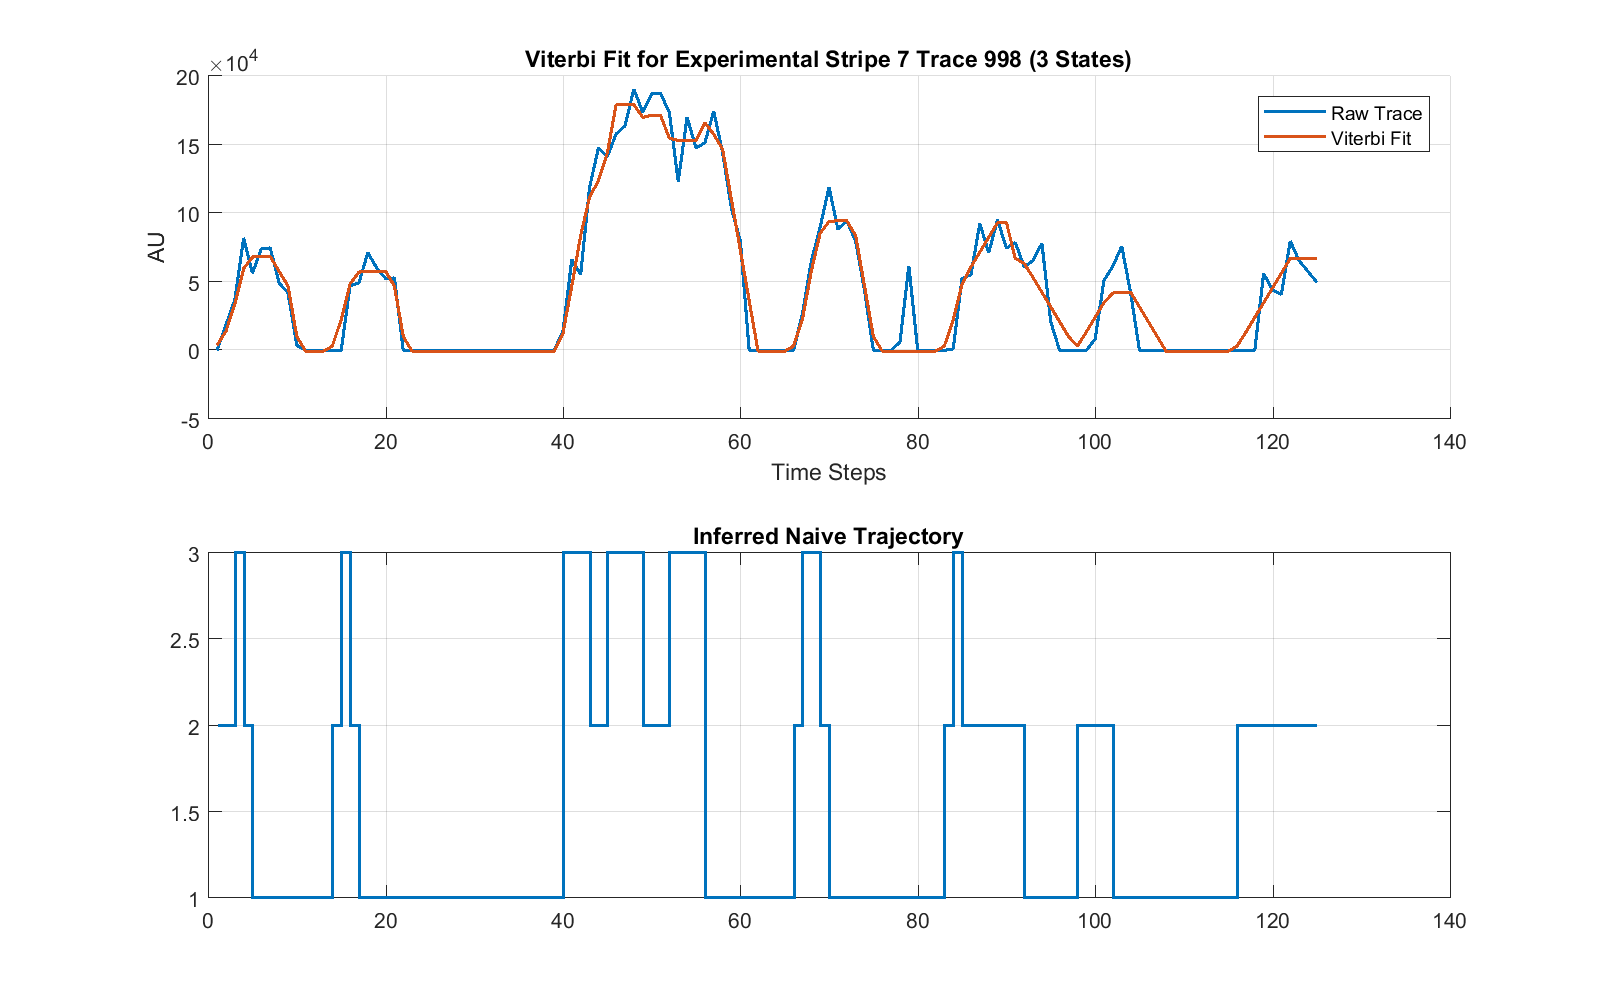 Viterbi Fit for Experimental Stripe 7 Trace 998 (3 States)
×10^4
20
15
10
5
0
-5
AU
Raw Trace
Viterbi Fit
0 20 40 60 80 100 120 140
Time Steps
Inferred Naive Trajectory
3
2.5
2
1.5
1
0 20 40 60 80 100 120 140